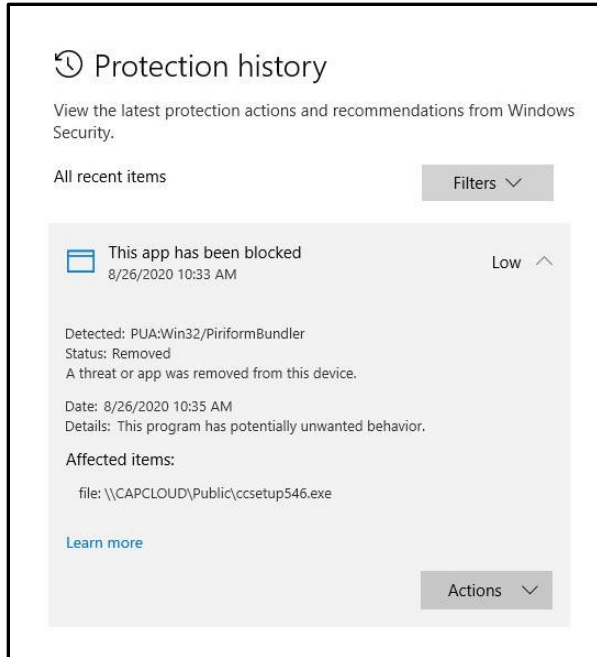 Protection history
View the latest protection actions and recommendations from Windows
Security.
All recent items
Filters
This app has been blocked
8/26/2020 10:33 AM
Low
Detected: PUA:Win32/PiriformBundler
Status: Removed
A threat or app was removed from this device.
Date: 8/26/2020 10:35 AM
Details: This program has potentially unwanted behavior.
Affected items:
file: \\CAPCLOUD\Public\ccsetup546.exe
Learn more
Actions